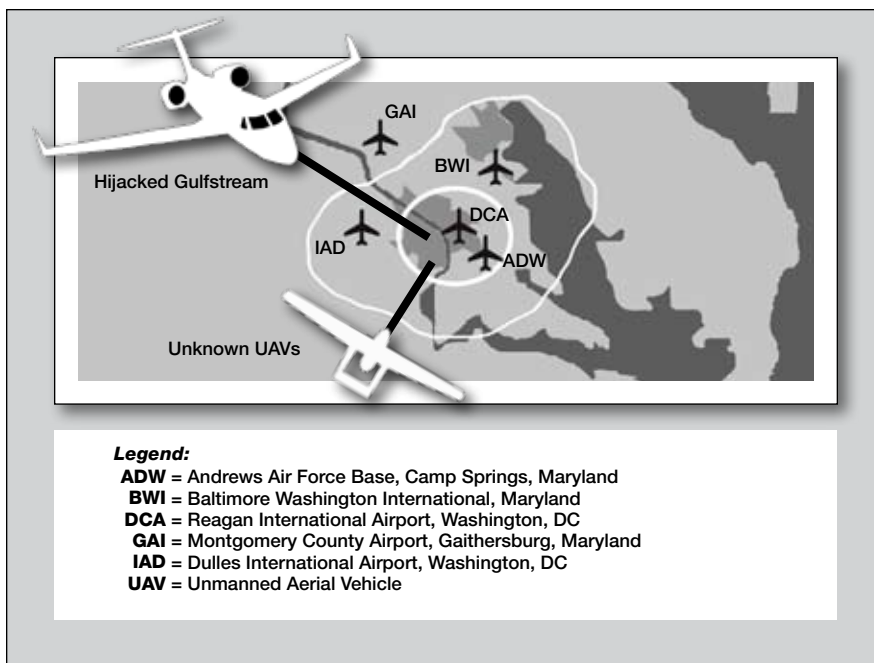 GAI
BWI
Hijacked Gulfstream
DCA
IAD
ADW
Unknown UAVs
Legend:
ADW = Andrews Air Force Base, Camp Springs, Maryland
BWI = Baltimore Washington International, Maryland
DCA = Reagan International Airport, Washington, DC
GAI = Montgomery County Airport, Gaithersburg, Maryland
IAD = Dulles International Airport, Washington, DC
UAV = Unmanned Aerial Vehicle